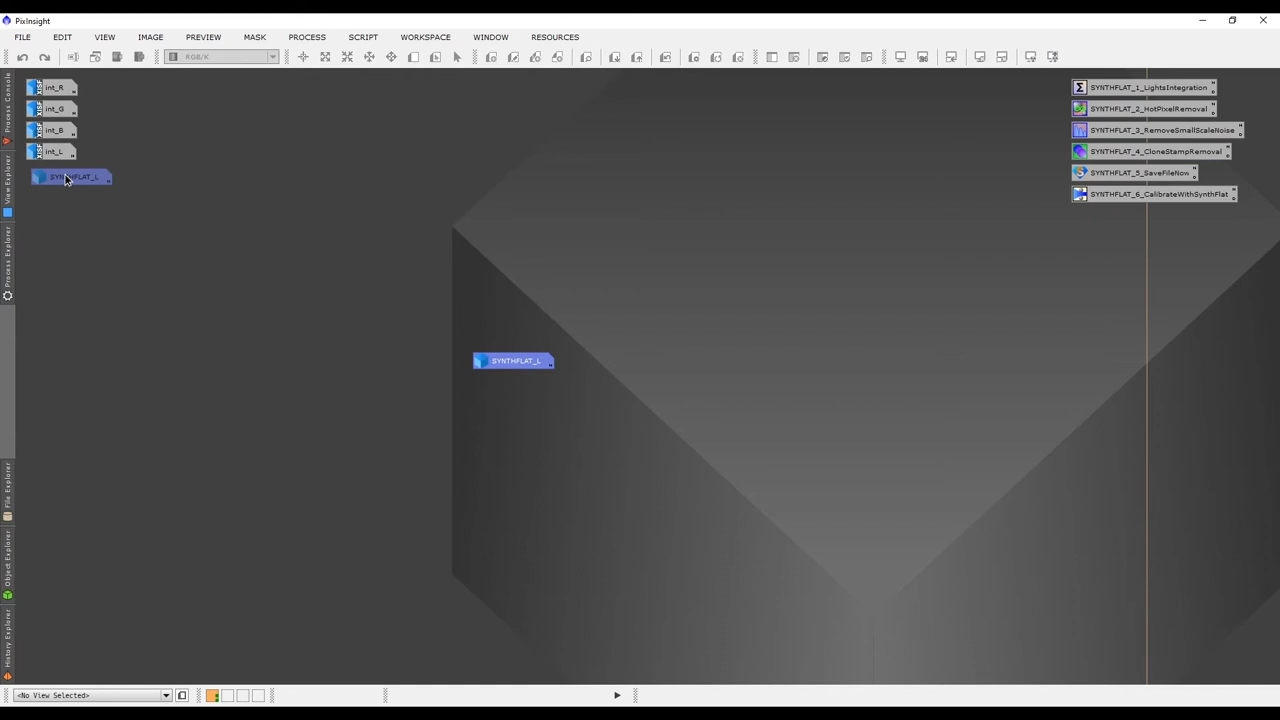 PixInsight
FILE EDIT VIEW IMAGE PREVIEW PROCESS MASK PROCESS SCRIPT WORKSPACE WINDOW RESOURCES
RGB/K
Process Console
View Explorer
Process Explorer
File Explorer
Object Explorer
History Explorer
int_R
int_G
int_B
int_L
SYNTHFLAT_L
SYNTHFLAT_L
SYNTHFLAT_1_LightsIntegration
SYNTHFLAT_2_HotPixelRemoval
SYNTHFLAT_3_RemoveSmallScaleNoise
SYNTHFLAT_4_CloneStampRemoval
SYNTHFLAT_5_SaveFileNow
SYNTHFLAT_6_CalibrateWithSynthFlat
<No View Selected>